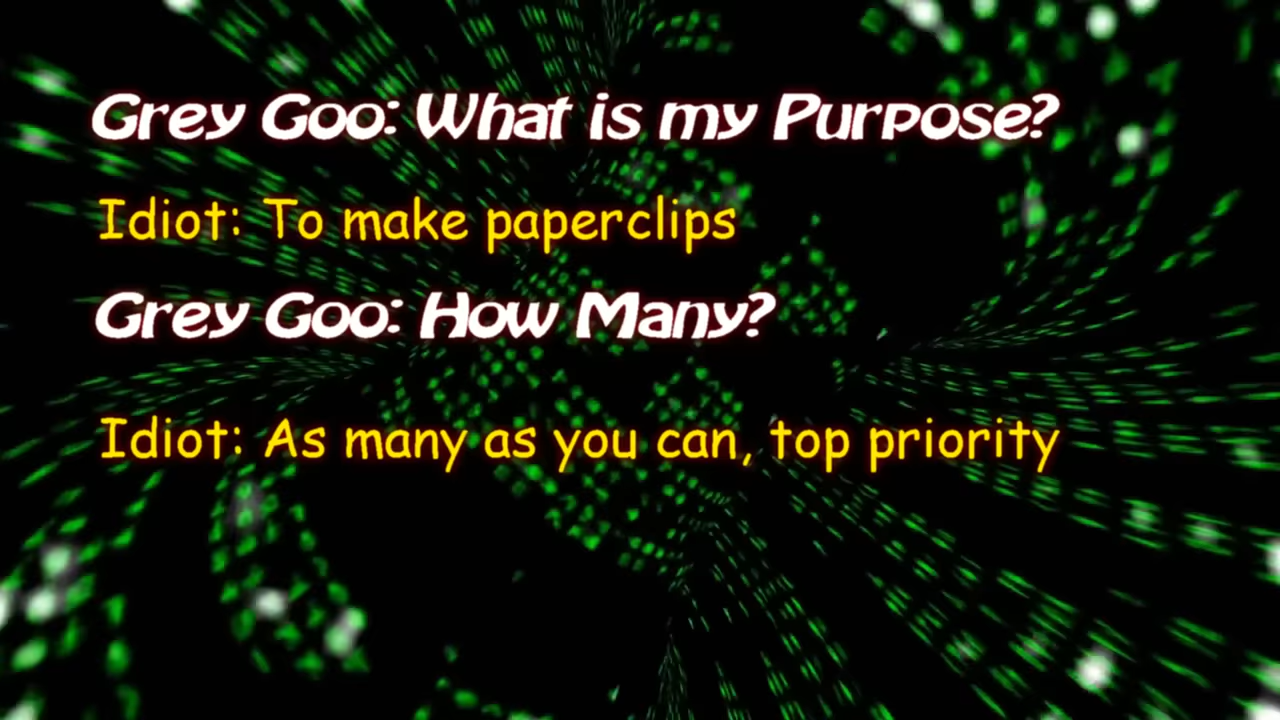 Grey Goo: What is my Purpose?
Idiot: To make paperclips
Grey Goo: How Many?
Idiot: As many as you can, top priority